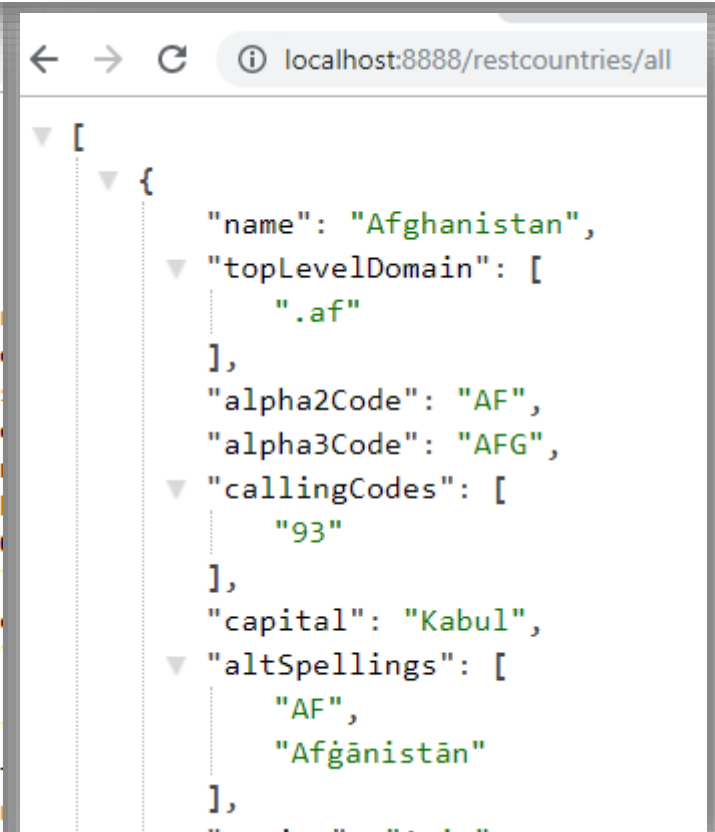 localhost:8888/restcountries/all
[
{
"name": "Afghanistan",
"topLevelDomain": [
".af"
],
"alpha2Code": "AF",
"alpha3Code": "AFG",
"callingCodes": [
"93"
],
"capital": "Kabul",
"altSpellings": [
"AF",
"Afġānistān"
],